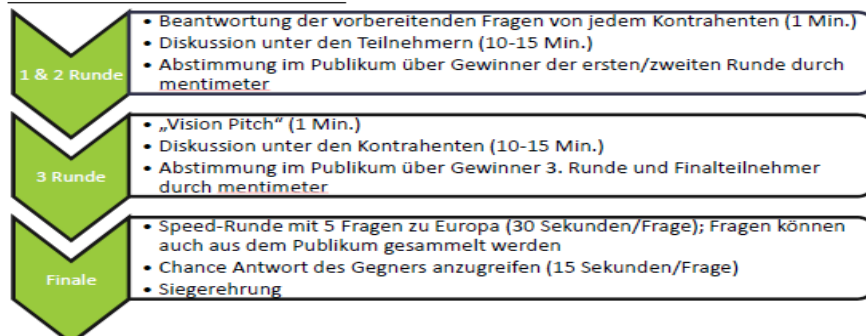 1 & 2 Runde
• Beantwortung der vorbereitenden Fragen von jedem Kontrahenten (1 Min.)
• Diskussion unter den Teilnehmern (10-15 Min.)
• Abstimmung im Publikum über Gewinner der ersten/zweiten Runde durch
mentimeter
3 Runde
• „Vision Pitch“ (1 Min.)
• Diskussion unter den Kontrahenten (10-15 Min.)
• Abstimmung im Publikum über Gewinner 3. Runde und Finalteilnehmer
durch mentimeter
Finale
• Speed-Runde mit 5 Fragen zu Europa (30 Sekunden/Frage); Fragen können
auch aus dem Publikum gesammelt werden
• Chance Antwort des Gegners anzugreifen (15 Sekunden/Frage)
• Siegerehrung